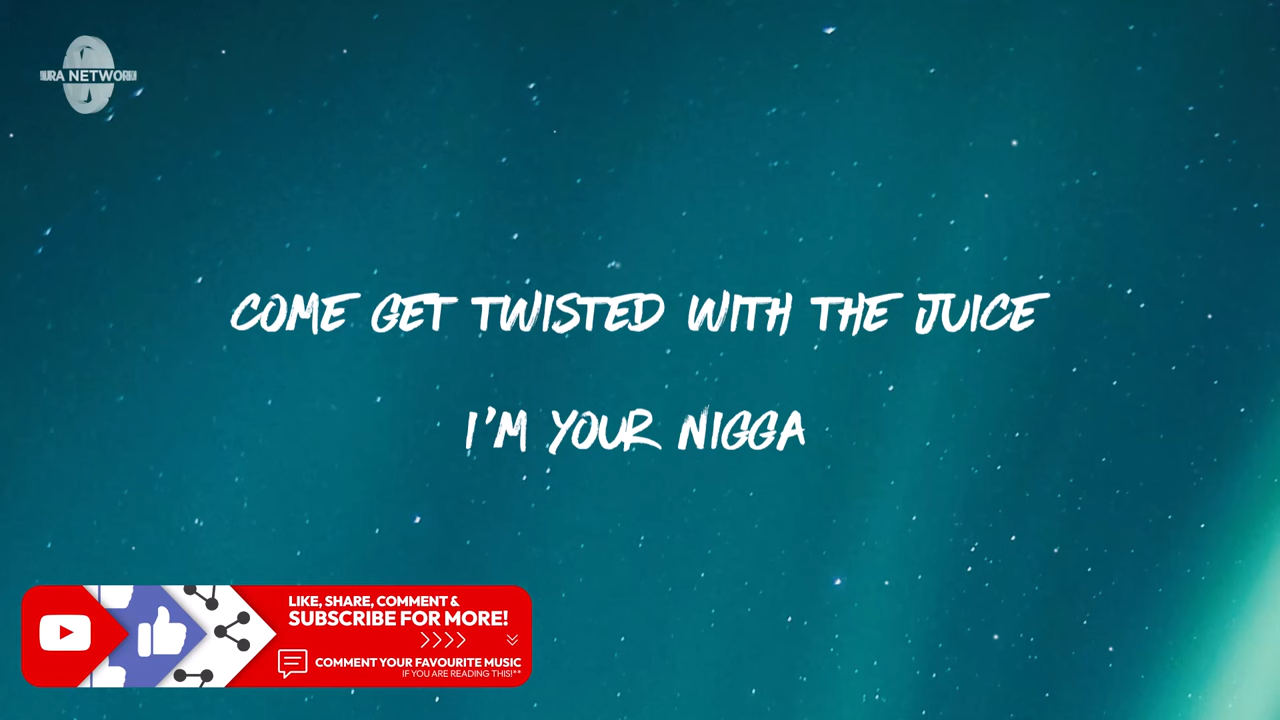 URA NETWORK
COME GET TWISTED WITH THE JUICE
I'M YOUR NIGGA
LIKE, SHARE, COMMENT &
SUBSCRIBE FOR MORE!
COMMENT YOUR FAVOURITE MUSIC
IF YOU ARE READING THIS!**